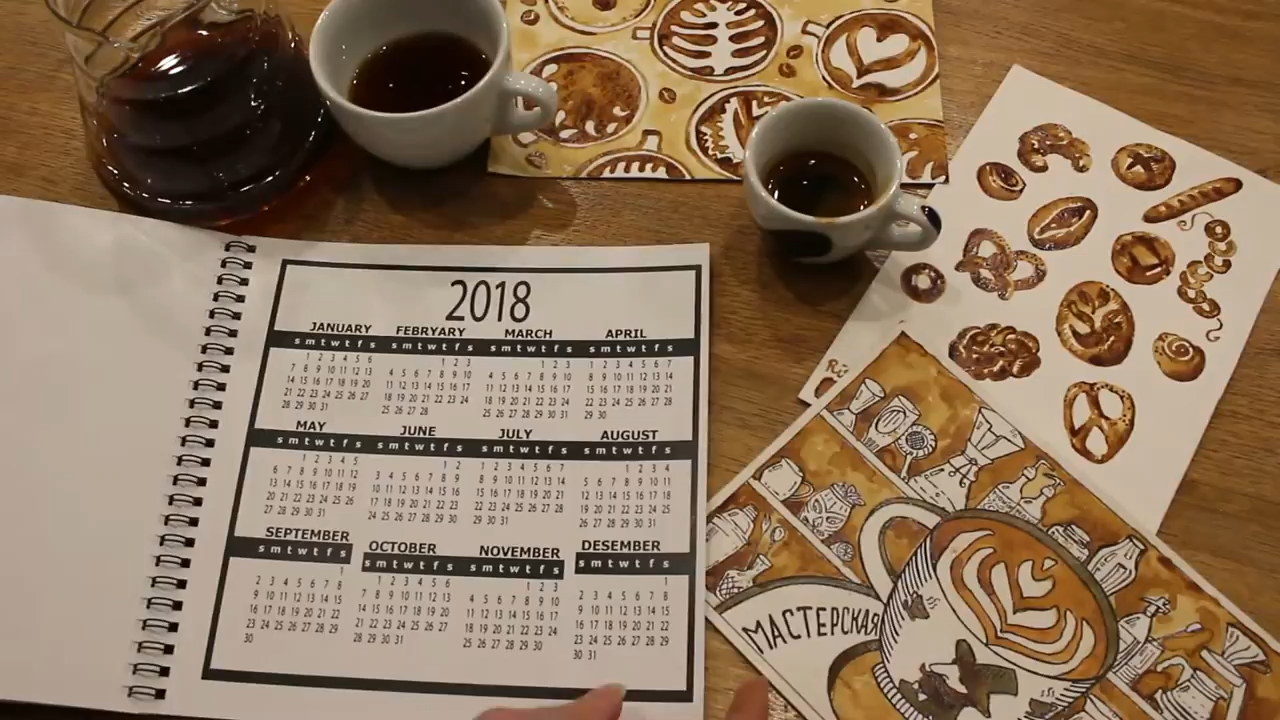 2018
JANUARY
s m t w t f s
1 2 3 4 5 6
7 8 9 10 11 12 13
14 15 16 17 18 19 20
21 22 23 24 25 26 27
28 29 30 31
FEBRYARY
s m t w t f s
1 2 3
4 5 6 7 8 9 10
11 12 13 14 15 16 17
18 19 20 21 22 23 24
25 26 27 28
MARCH
s m t w t f s
1 2 3
4 5 6 7 8 9 10
11 12 13 14 15 16 17
18 19 20 21 22 23 24
25 26 27 28 29 30 31
APRIL
s m t w t f s
1 2 3 4 5 6 7
8 9 10 11 12 13 14
15 16 17 18 19 20 21
22 23 24 25 26 27 28
29 30
MAY
s m t w t f s
1 2 3 4 5
6 7 8 9 10 11 12
13 14 15 16 17 18 19
20 21 22 23 24 25 26
27 28 29 30 31
JUNE
s m t w t f s
1 2
3 4 5 6 7 8 9
10 11 12 13 14 15 16
17 18 19 20 21 22 23
24 25 26 27 28 29 30
JULY
s m t w t f s
1 2 3 4 5 6 7
8 9 10 11 12 13 14
15 16 17 18 19 20 21
22 23 24 25 26 27 28
29 30 31
AUGUST
s m t w t f s
1 2 3 4
5 6 7 8 9 10 11
12 13 14 15 16 17 18
19 20 21 22 23 24 25
26 27 28 29 30 31
SEPTEMBER
s m t w t f s
1
2 3 4 5 6 7 8
9 10 11 12 13 14 15
16 17 18 19 20 21 22
23 24 25 26 27 28 29
30
OCTOBER
s m t w t f s
1 2 3 4 5 6
7 8 9 10 11 12 13
14 15 16 17 18 19 20
21 22 23 24 25 26 27
28 29 30 31
NOVEMBER
s m t w t f s
1 2 3
4 5 6 7 8 9 10
11 12 13 14 15 16 17
18 19 20 21 22 23 24
25 26 27 28 29 30
DESEMBER
s m t w t f s
1
2 3 4 5 6 7 8
9 10 11 12 13 14 15
16 17 18 19 20 21 22
23 24 25 26 27 28 29
30 31
МАСТЕРСКАЯ